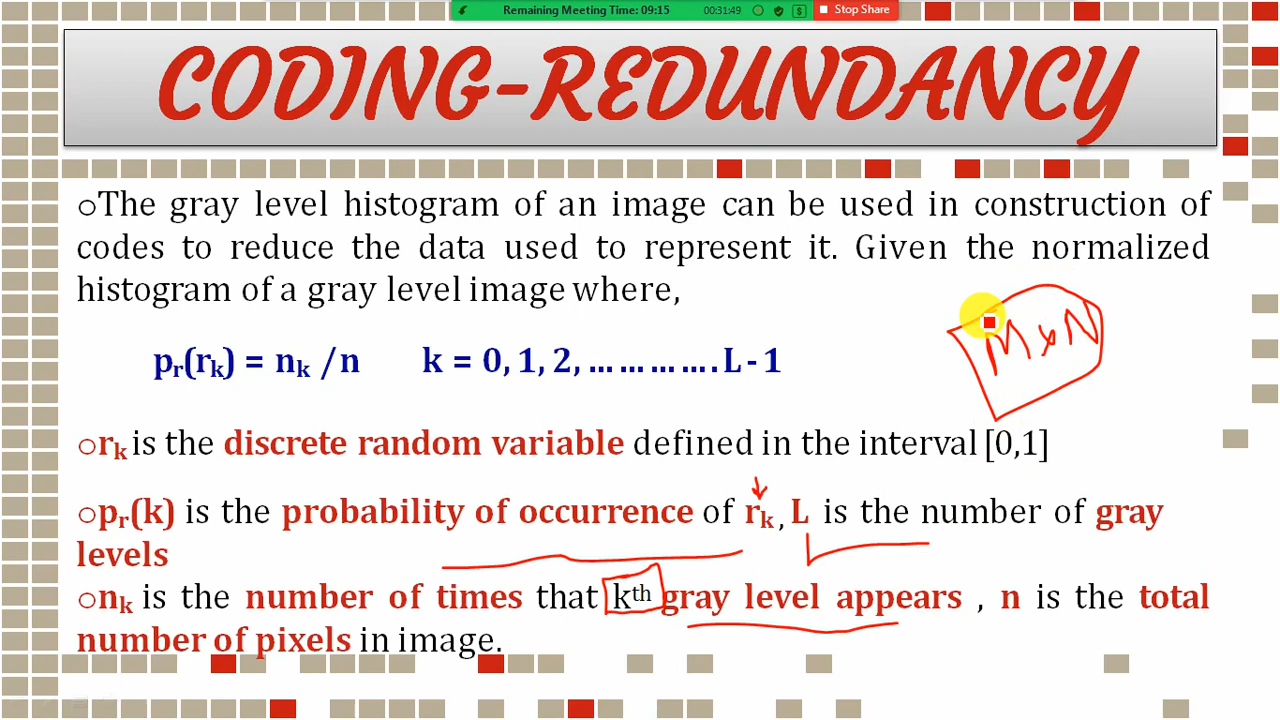 Remaining Meeting Time: 09:15 00:31:49 Stop Share
CODING-REDUNDANCY
○The gray level histogram of an image can be used in construction of
codes to reduce the data used to represent it. Given the normalized
histogram of a gray level image where,
M x N
pr(rk) = nk /n k = 0, 1, 2, ... ... ... .... L - 1
○rk is the discrete random variable defined in the interval [0,1]
○pr(k) is the probability of occurrence of rk, L is the number of gray
levels
○nk is the number of times that kth gray level appears , n is the total
number of pixels in image.